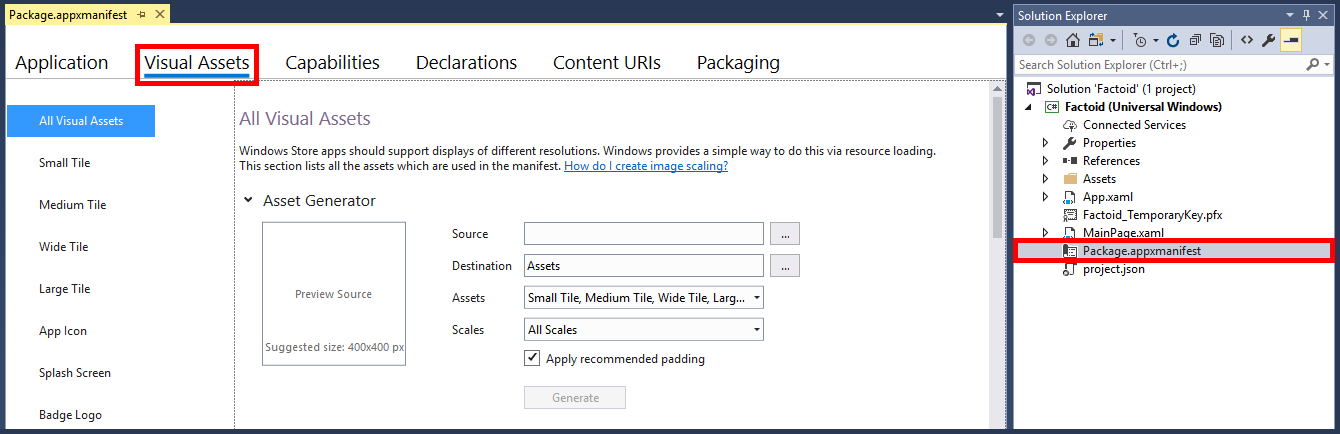 Package.appxmanifest
Application Visual Assets Capabilities Declarations Content URIs Packaging
All Visual Assets
Small Tile
Medium Tile
Wide Tile
Large Tile
App Icon
Splash Screen
Badge Logo
All Visual Assets
Windows Store apps should support displays of different resolutions. Windows provides a simple way to do this via resource loading.
This section lists all the assets which are used in the manifest. How do I create image scaling?
Asset Generator
Preview Source
Suggested size: 400x400 px
Source ...
Destination Assets ...
Assets Small Tile, Medium Tile, Wide Tile, Larg...
Scales All Scales
Apply recommended padding
Generate
Solution Explorer
Search Solution Explorer (Ctrl+;)
Solution 'Factoid' (1 project)
C# Factoid (Universal Windows)
Connected Services
Properties
References
Assets
App.xaml
Factoid_TemporaryKey.pfx
MainPage.xaml
Package.appxmanifest
project.json